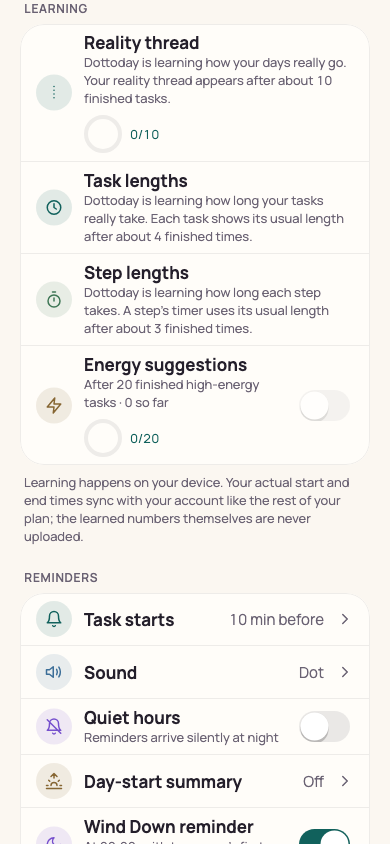 LEARNING
Reality thread
Dottoday is learning how your days really go.
Your reality thread appears after about 10
finished tasks.
0/10
Task lengths
Dottoday is learning how long your tasks
really take. Each task shows its usual length
after about 4 finished times.
Step lengths
Dottoday is learning how long each step
takes. A step's timer uses its usual length
after about 3 finished times.
Energy suggestions
After 20 finished high-energy
tasks · 0 so far
0/20
Learning happens on your device. Your actual start and
end times sync with your account like the rest of your
plan; the learned numbers themselves are never
uploaded.
REMINDERS
Task starts 10 min before
Sound Dot
Quiet hours
Reminders arrive silently at night
Day-start summary Off
Wind Down reminder